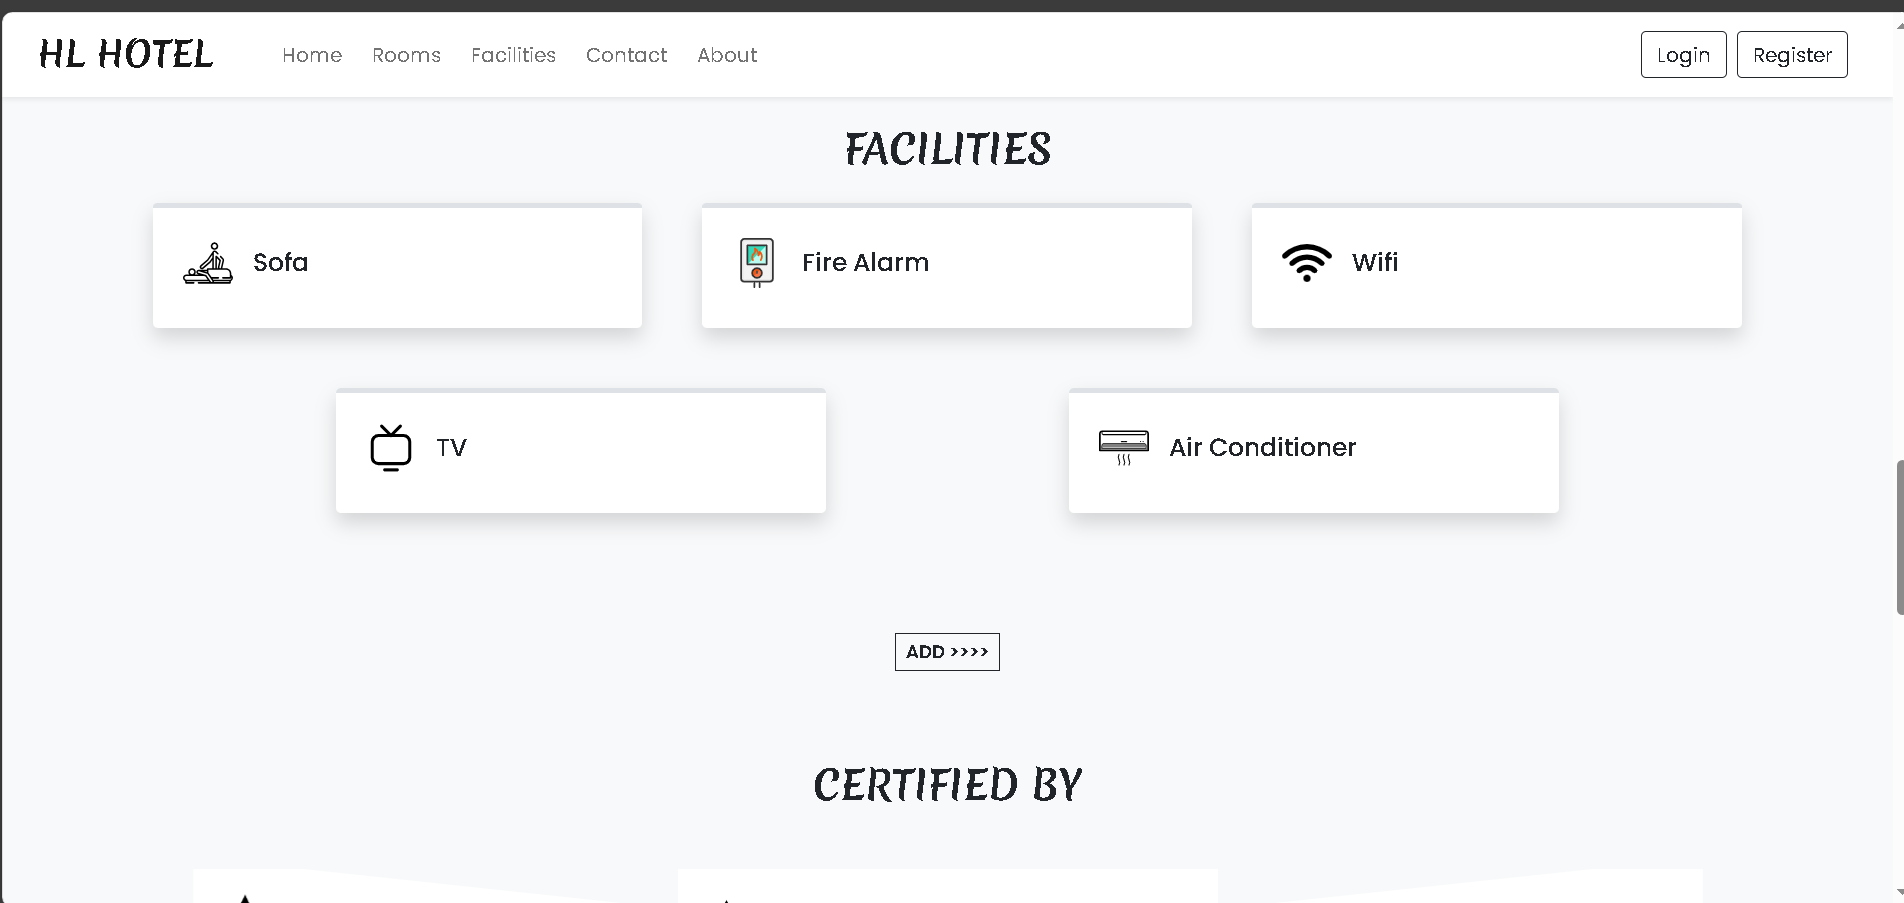 HL HOTEL Home Rooms Facilities Contact About Login Register
FACILITIES
Sofa Fire Alarm Wifi
TV Air Conditioner
ADD >>>>
CERTIFIED BY